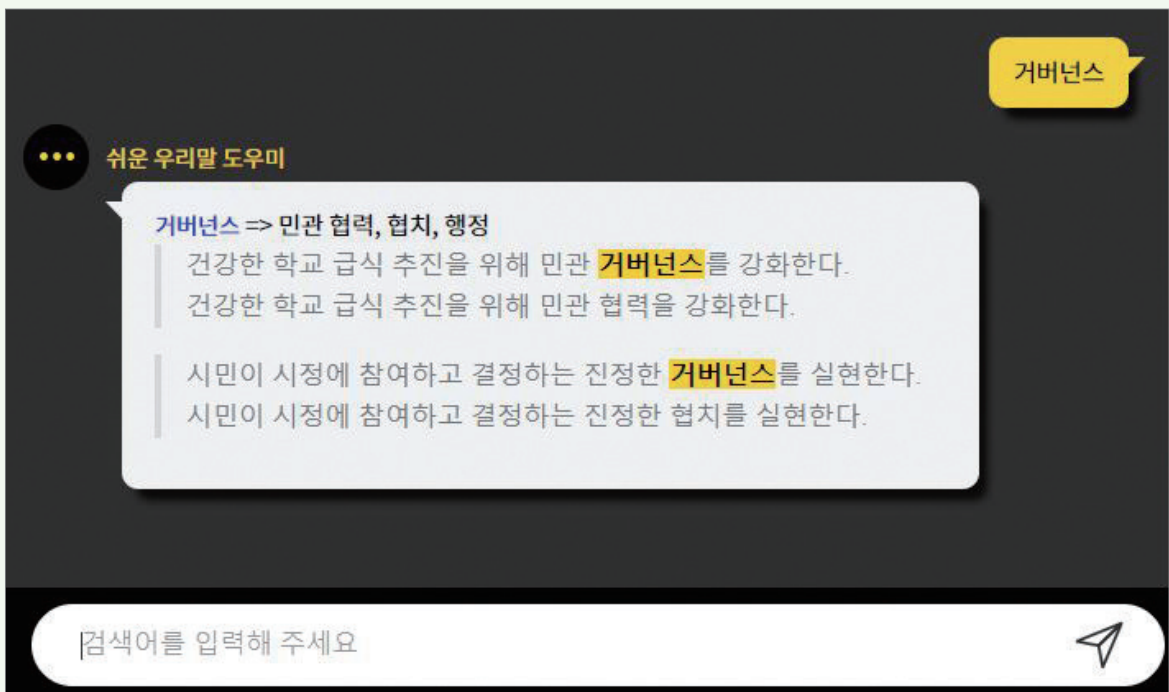 거버넌스
쉬운 우리말 도우미
거버넌스 => 민관 협력, 협치, 행정
건강한 학교 급식 추진을 위해 민관 거버넌스를 강화한다.
건강한 학교 급식 추진을 위해 민관 협력을 강화한다.
시민이 시정에 참여하고 결정하는 진정한 거버넌스를 실현한다.
시민이 시정에 참여하고 결정하는 진정한 협치를 실현한다.
검색어를 입력해 주세요